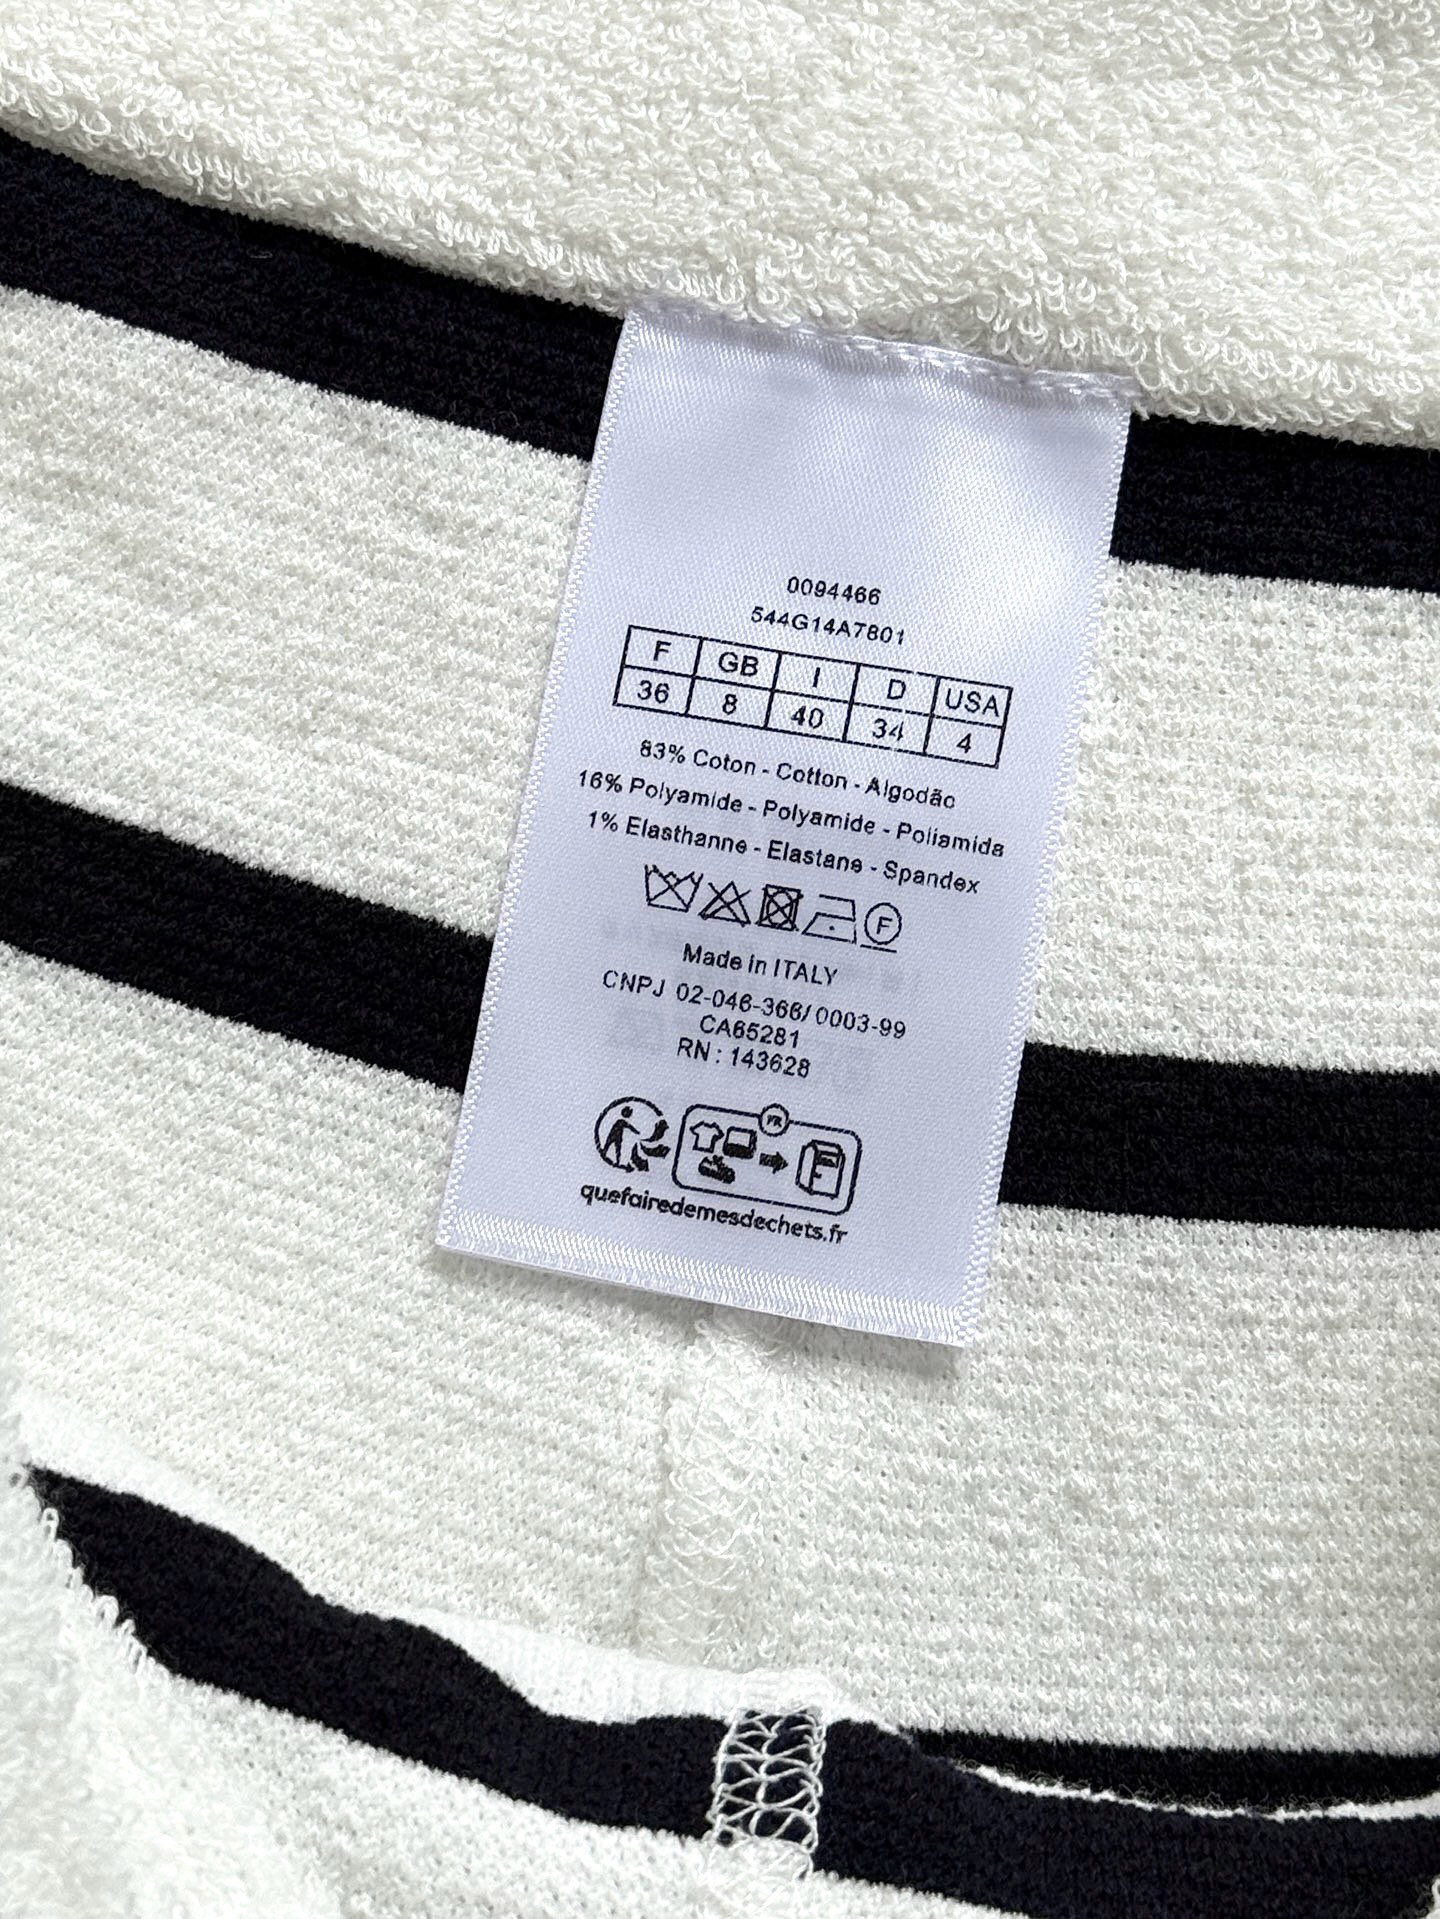 0094466
544G14A7801
F GB I D USA
36 8 40 34 4
83% Coton - Cotton - Algodão
16% Polyamide - Polyamide - Poliamida
1% Elasthanne - Elastane - Spandex
F
Made in ITALY
CNPJ 02-046-366/0003-99
CA65281
RN : 143628
FR
quefairedemesdechets.fr